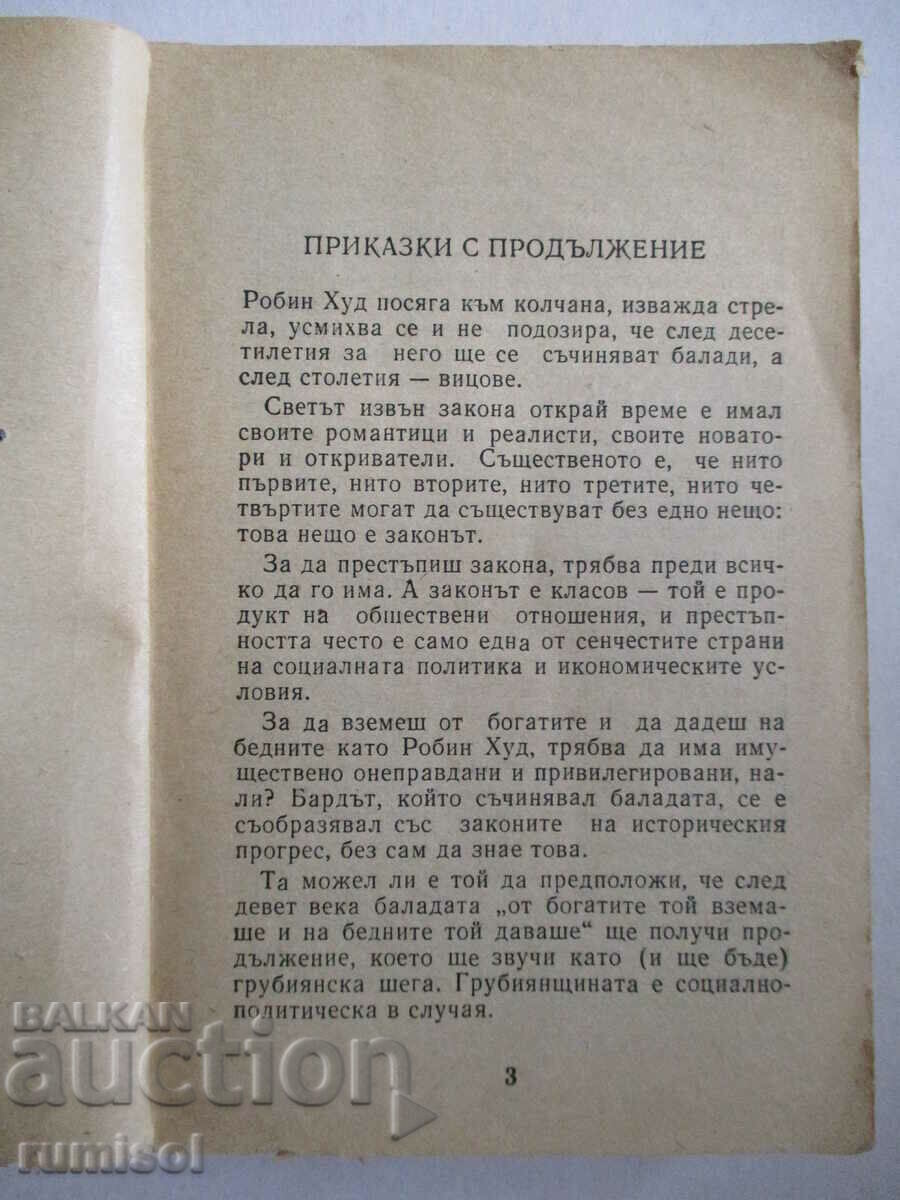 ПРИКАЗКИ С ПРОДЪЛЖЕНИЕ
Робин Худ посяга към колчана, изважда стре-
ла, усмихва се и не подозира, че след десе-
тилетия за него ще се съчиняват балади, а
след столетия — вицове.
Светът извън закона открай време е имал
своите романтици и реалисти, своите новато-
ри и откриватели. Същественото е, че нито
първите, нито вторите, нито третите, нито че-
твъртите могат да съществуват без едно нещо:
това нещо е законът.
За да престъпиш закона, трябва преди всич-
ко да го има. А законът е класов — той е про-
дукт на обществени отношения, и престъп-
ността често е само една от сенчестите страни
на социалната политика и икономическите ус-
ловия.
За да вземеш от богатите и да дадеш на
бедните като Робин Худ, трябва да има иму-
ществено онеправдани и привилегировани, на-
ли? Бардът, който съчинявал баладата, се е
съобразявал със законите на историческия
прогрес, без сам да знае това.
Та можел ли е той да предположи, че след
девет века баладата „от богатите той взема-
ше и на бедните той даваше“ ще получи про-
дължение, което ще звучи като (и ще бъде)
грубиянска шега. Грубиянщината е социално-
политическа в случая.
3
BALKAN
auction
rumisol